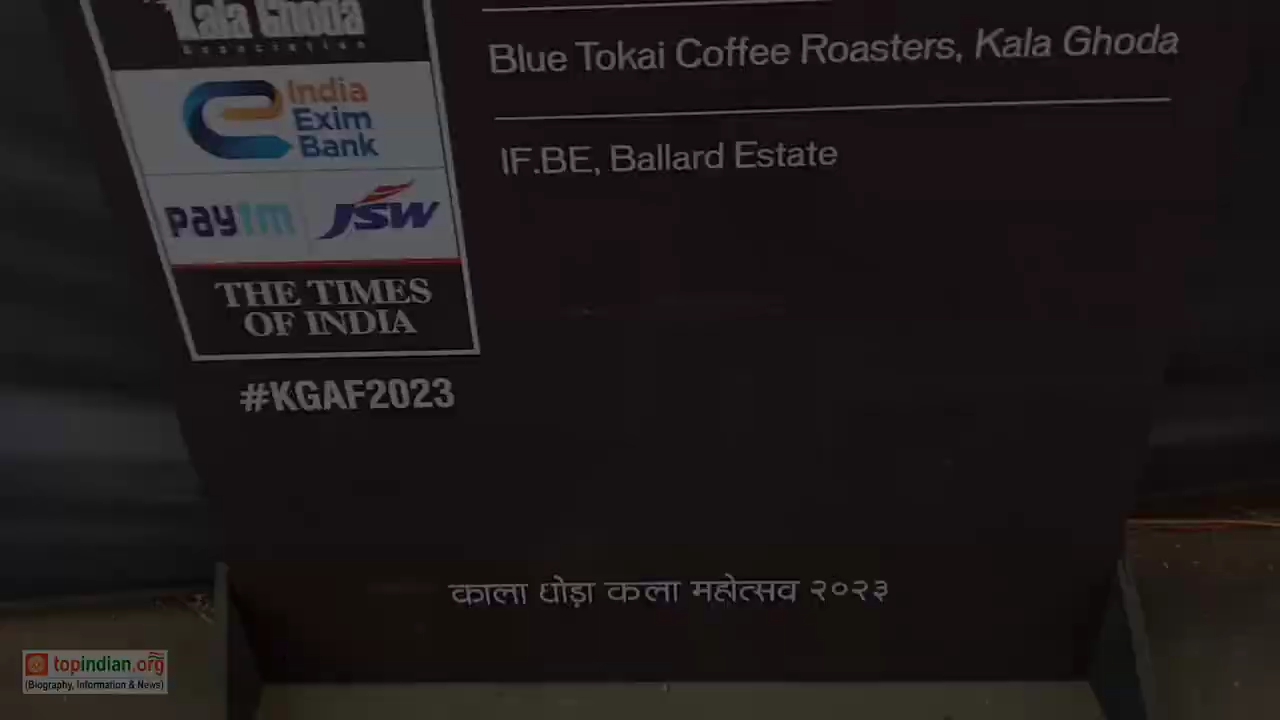 Kala Ghoda
Association
India
Exim
Bank
paytm
JSW
THE TIMES
OF INDIA
#KGAF2023
Blue Tokai Coffee Roasters, Kala Ghoda
IF.BE, Ballard Estate
काला घोड़ा कला महोत्सव २०२३
topindian.org
(Biography, Information & News)